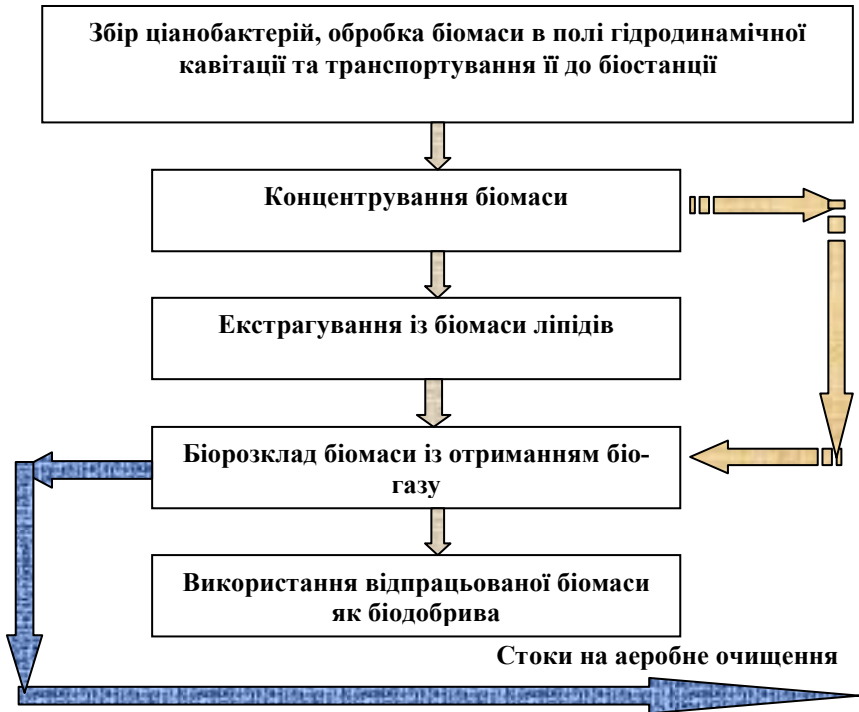 Збір ціанобактерій, обробка біомаси в полі гідродинамічної
кавітації та транспортування її до біостанції
Концентрування біомаси
Екстрагування із біомаси ліпідів
Біорозклад біомаси із отриманням біо-
газу
Використання відпрацьованої біомаси
як біодобрива
Стоки на аеробне очищення